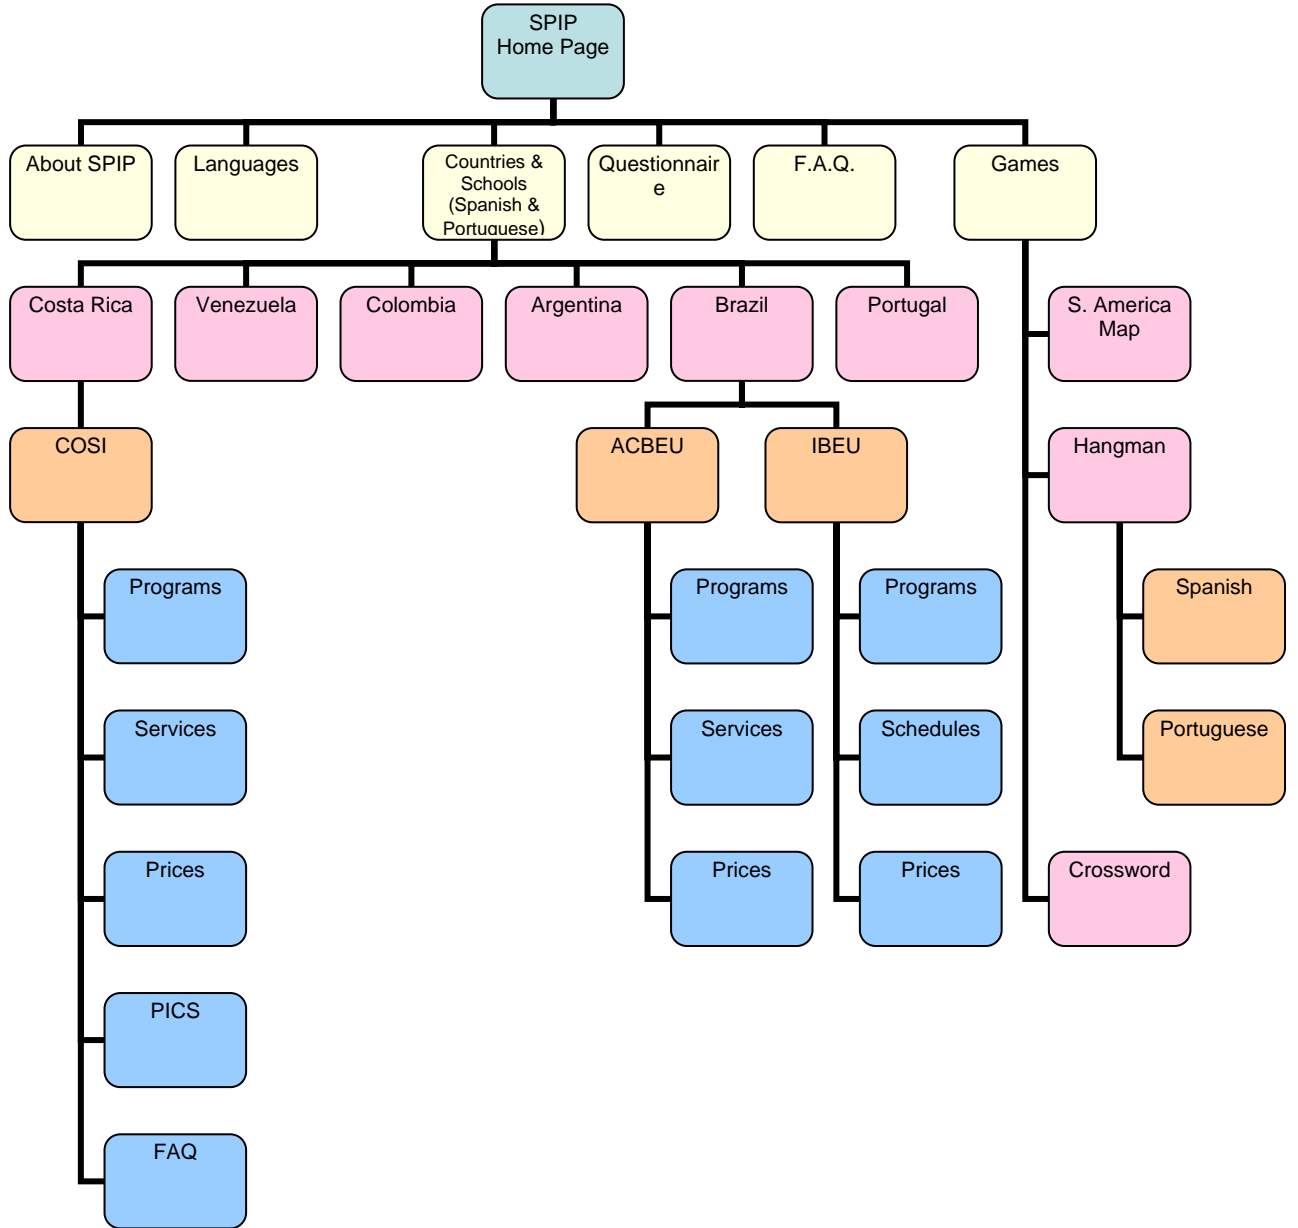 SPIP
Home Page
About SPIP
Languages
Countries &
Schools
(Spanish &
Portuguese)
Questionnair
e
F.A.Q.
Games
Costa Rica
Venezuela
Colombia
Argentina
Brazil
Portugal
S. America
Map
COSI
ACBEU
IBEU
Hangman
Programs
Programs
Programs
Spanish
Services
Services
Schedules
Portuguese
Prices
Prices
Prices
Crossword
PICS
FAQ